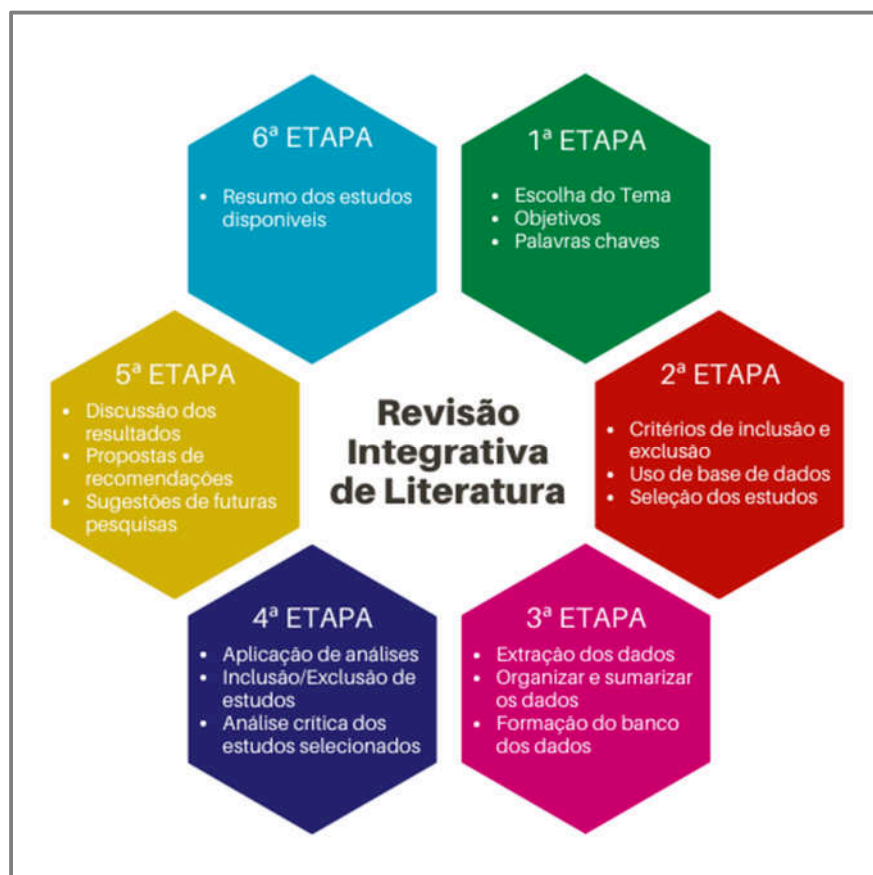 6ª ETAPA
• Resumo dos estudos
disponíveis
1ª ETAPA
• Escolha do Tema
• Objetivos
• Palavras chaves
5ª ETAPA
• Discussão dos
resultados
• Propostas de
recomendações
• Sugestões de futuras
pesquisas
Revisão
Integrativa
de Literatura
2ª ETAPA
• Critérios de inclusão e
exclusão
• Uso de base de dados
• Seleção dos estudos
4ª ETAPA
• Aplicação de análises
• Inclusão/Exclusão de
estudos
• Análise crítica dos
estudos selecionados
3ª ETAPA
• Extração dos dados
• Organizar e sumarizar
os dados
• Formação do banco
dos dados